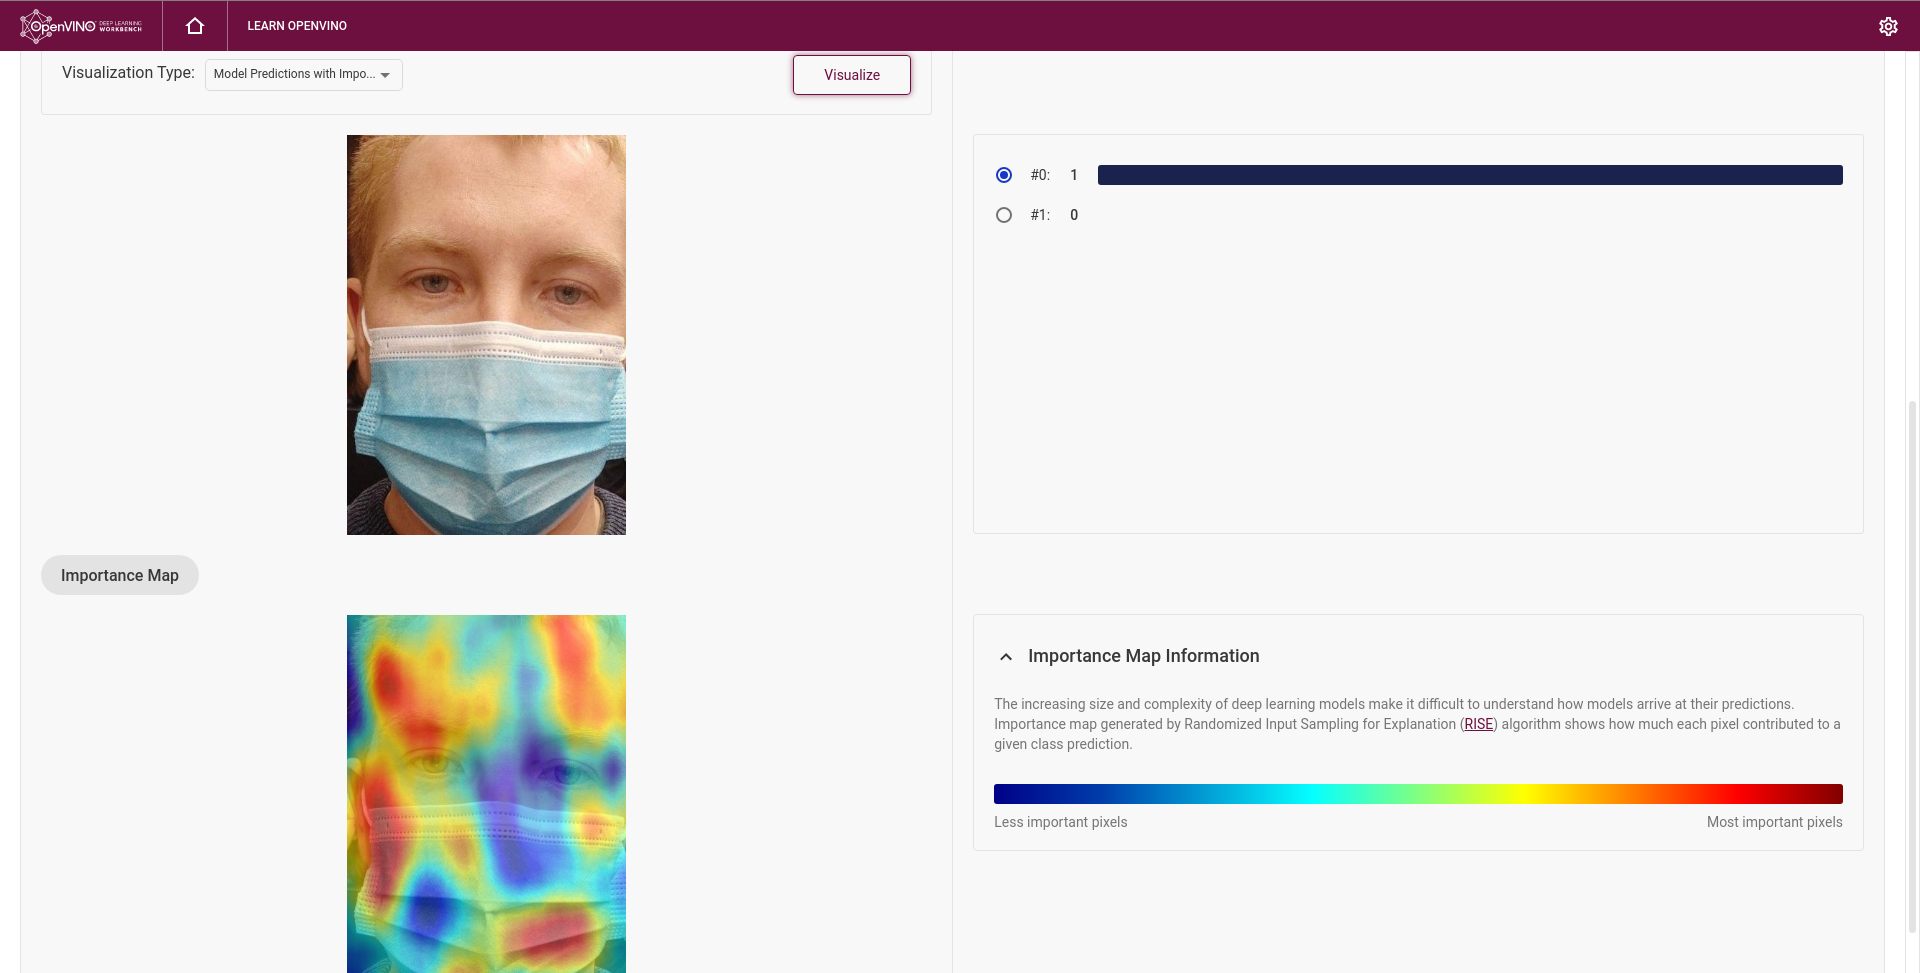 OpenVINO DEEP LEARNING WORKBENCH
LEARN OPENVINO
Visualization Type:
Model Predictions with Impo...
Visualize
#0: 1
#1: 0
Importance Map
Importance Map Information
The increasing size and complexity of deep learning models make it difficult to understand how models arrive at their predictions.
Importance map generated by Randomized Input Sampling for Explanation (RISE) algorithm shows how much each pixel contributed to a
given class prediction.
Less important pixels
Most important pixels